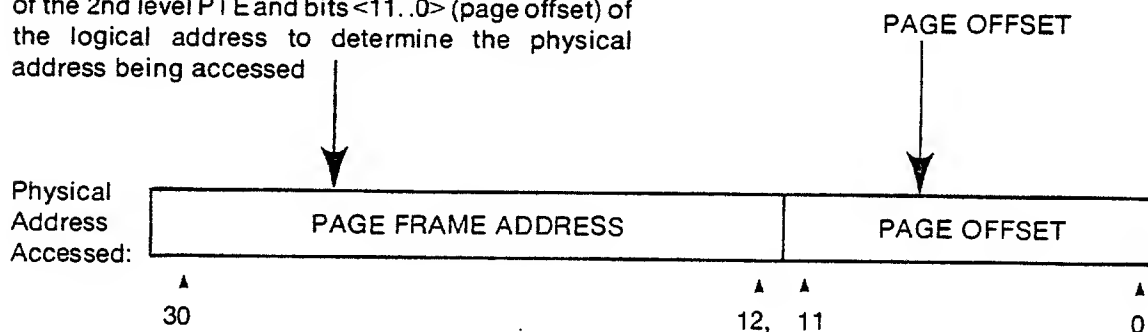 of the 2nd level PTE and bits <11..0> (page offset) of
the logical address to determine the physical
address being accessed
PAGE OFFSET
Physical
Address
Accessed:
PAGE FRAME ADDRESS
PAGE OFFSET
30
12, 11
0